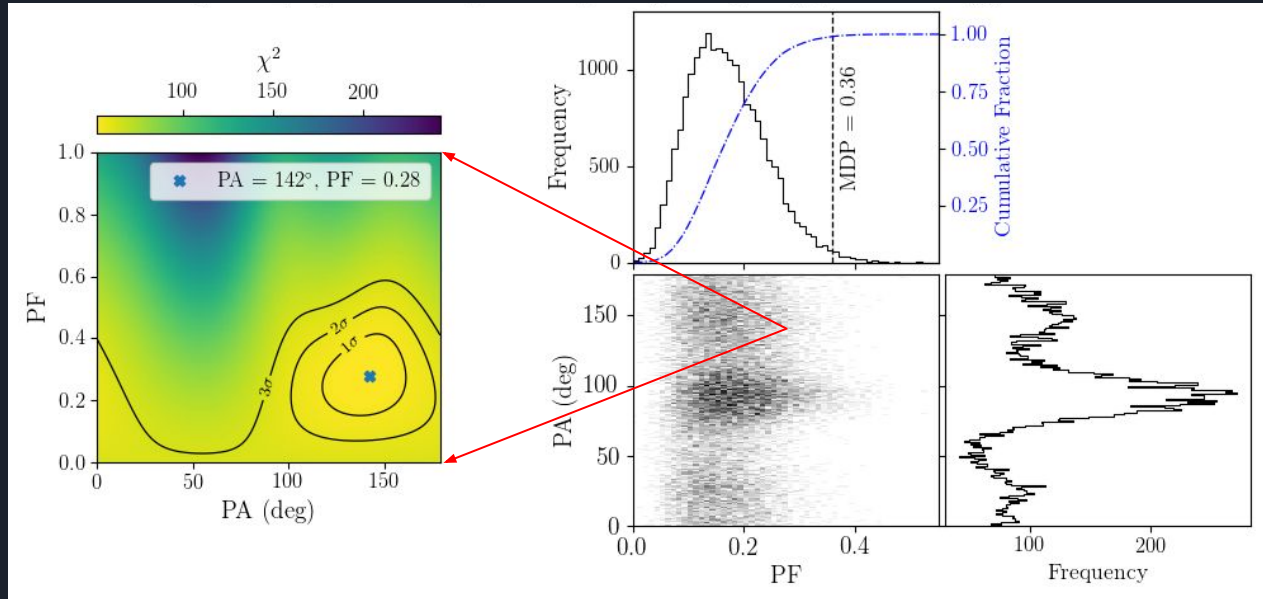 χ²
100 150 200
1.0
0.8
0.6
0.4
0.2
0.0
PF
PA = 142°, PF = 0.28
1σ
2σ
3σ
0 50 100 150
PA (deg)
1000
500
0
Frequency
MDP = 0.36
1.00
0.75
0.50
0.25
Cumulative Fraction
150
100
50
0
PA (deg)
0.0 0.2 0.4
PF
100 200
Frequency